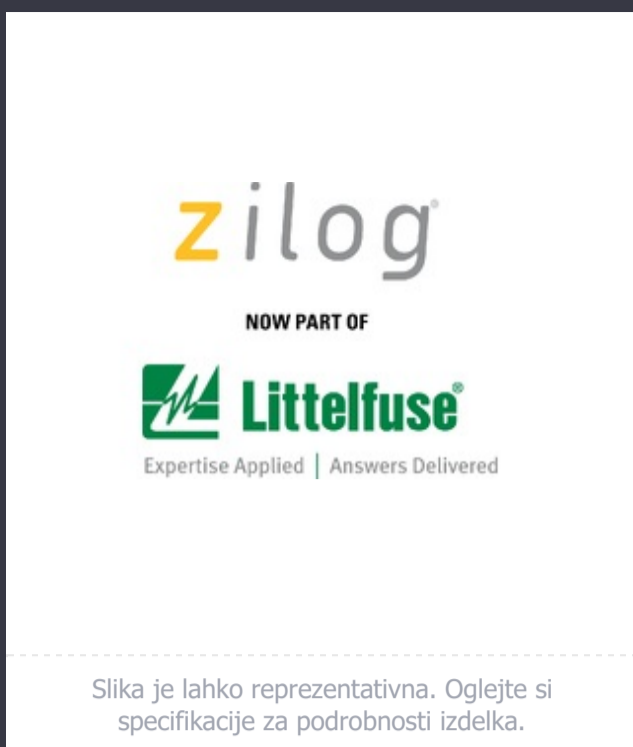 zilog®
NOW PART OF
Littelfuse®
Expertise Applied | Answers Delivered
Slika je lahko reprezentativna. Oglejte si
specifikacije za podrobnosti izdelka.